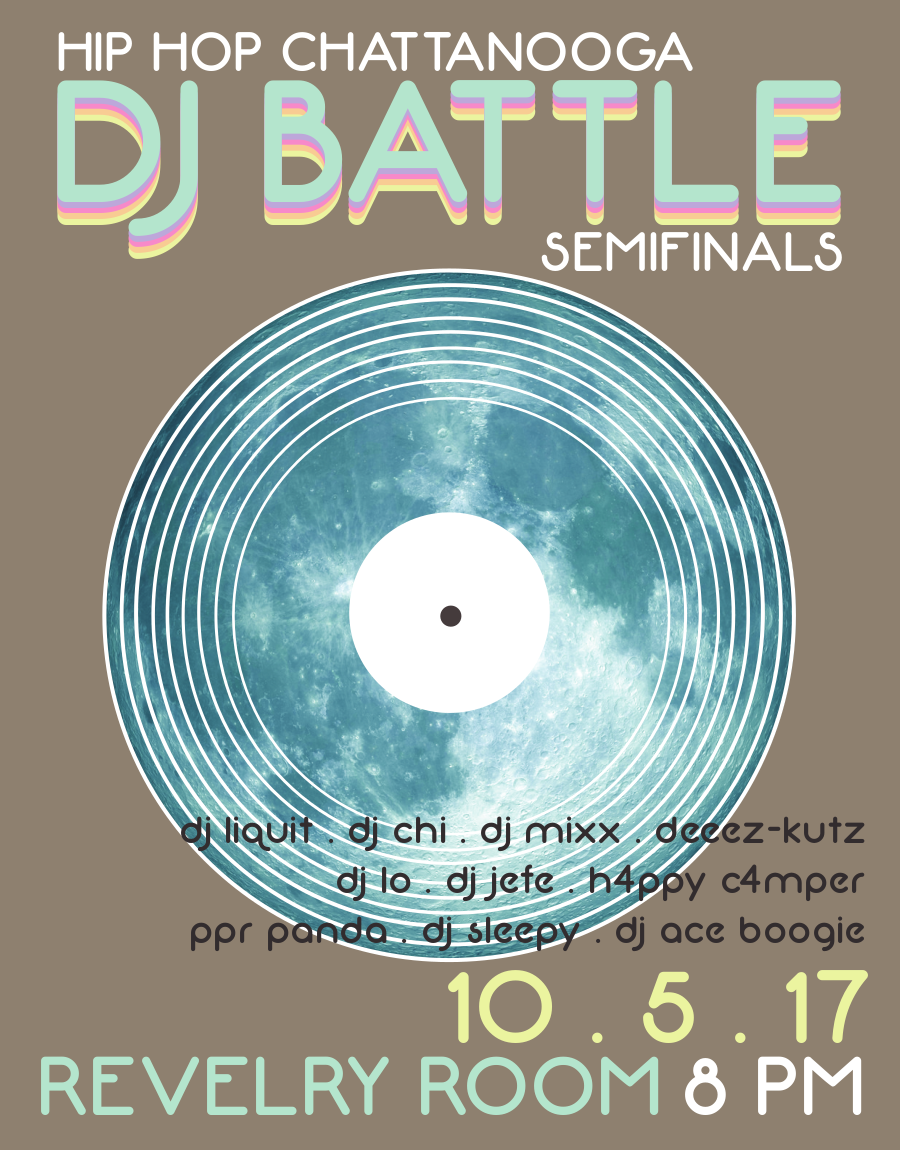 HIP HOP CHATTANOOGA
DJ BATTLE
SEMIFINALS
dj liquit . dj chi . dj mixx . deeez-kutz
dj lo . dj jefe . h4ppy c4mper
ppr panda . dj sleepy . dj ace boogie
10 . 5 . 17
REVELRY ROOM 8 PM